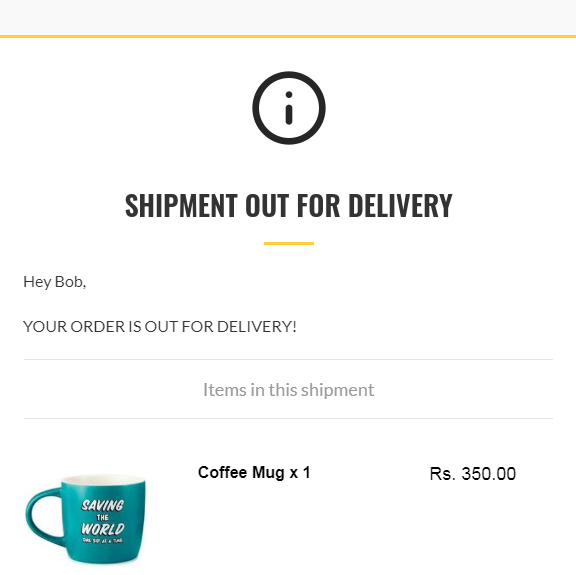 SHIPMENT OUT FOR DELIVERY
Hey Bob,
YOUR ORDER IS OUT FOR DELIVERY!
Items in this shipment
Coffee Mug x 1
Rs. 350.00
SAVING
THE
WORLD
ONE SIP AT A TIME